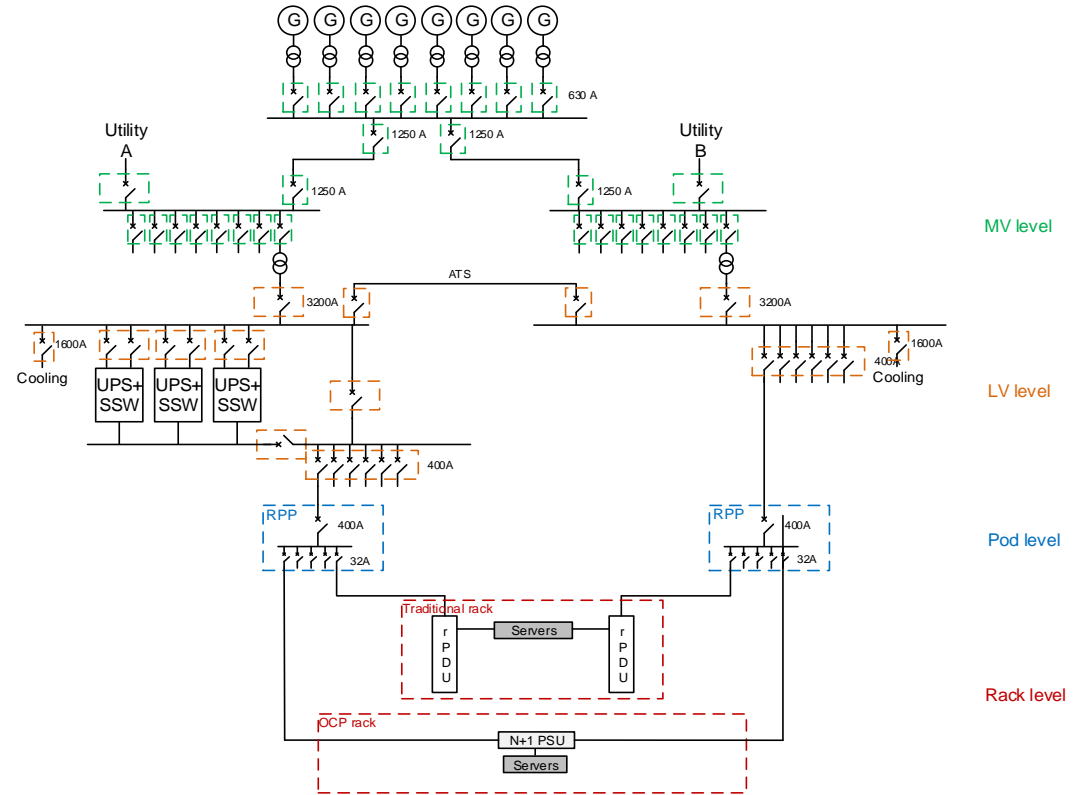 G G G G G G G G
630 A
1250 A
1250 A
Utility
A
Utility
B
1250 A
1250 A
MV level
ATS
3200A
3200A
1600A
Cooling
UPS+
SSW
UPS+
SSW
UPS+
SSW
400A
1600A
Cooling
LV level
400A
RPP
400A
32A
RPP
400A
32A
Pod level
Traditional rack
r
P
D
U
Servers
r
P
D
U
Rack level
OCP rack
N+1 PSU
Servers